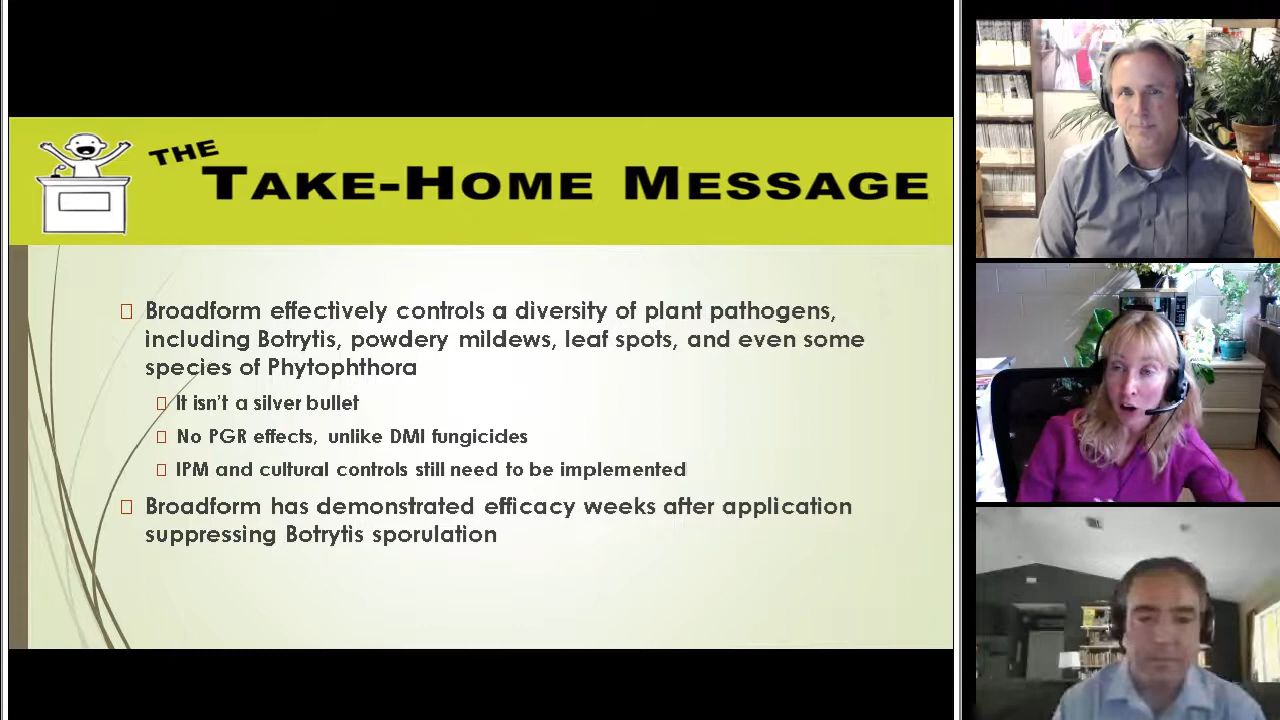 THE
TAKE-HOME MESSAGE
Broadform effectively controls a diversity of plant pathogens,
including Botrytis, powdery mildews, leaf spots, and even some
species of Phytophthora
It isn't a silver bullet
No PGR effects, unlike DMI fungicides
IPM and cultural controls still need to be implemented
Broadform has demonstrated efficacy weeks after application
suppressing Botrytis sporulation